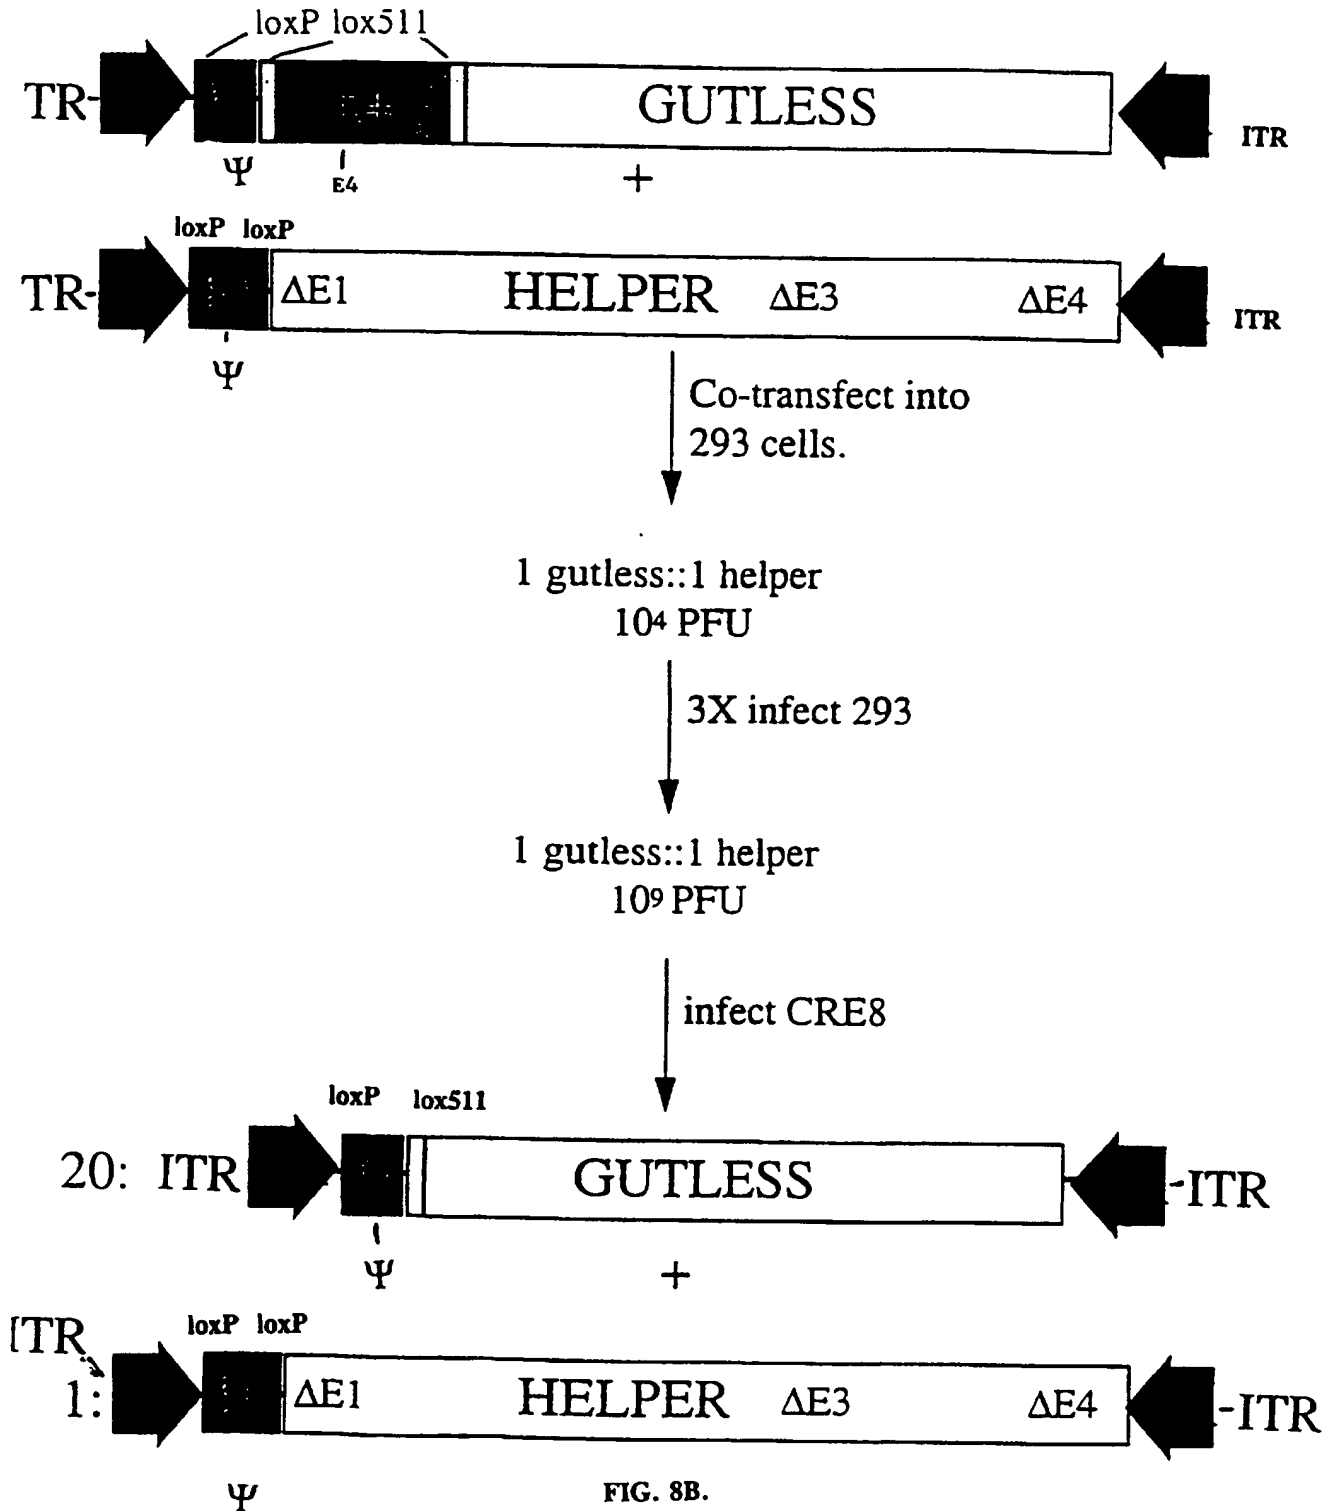 loxP lox511
TR-
GUTLESS
ITR
Ψ
E4
+
loxP loxP
TR-
ΔE1
HELPER
ΔE3
ΔE4
ITR
Ψ
Co-transfect into
293 cells.
1 gutless::1 helper
10⁴ PFU
3X infect 293
1 gutless::1 helper
10⁹ PFU
infect CRE8
loxP lox511
20: ITR
GUTLESS
-ITR
Ψ
+
ITR
loxP loxP
1:
ΔE1
HELPER
ΔE3
ΔE4
-ITR
Ψ
FIG. 8B.